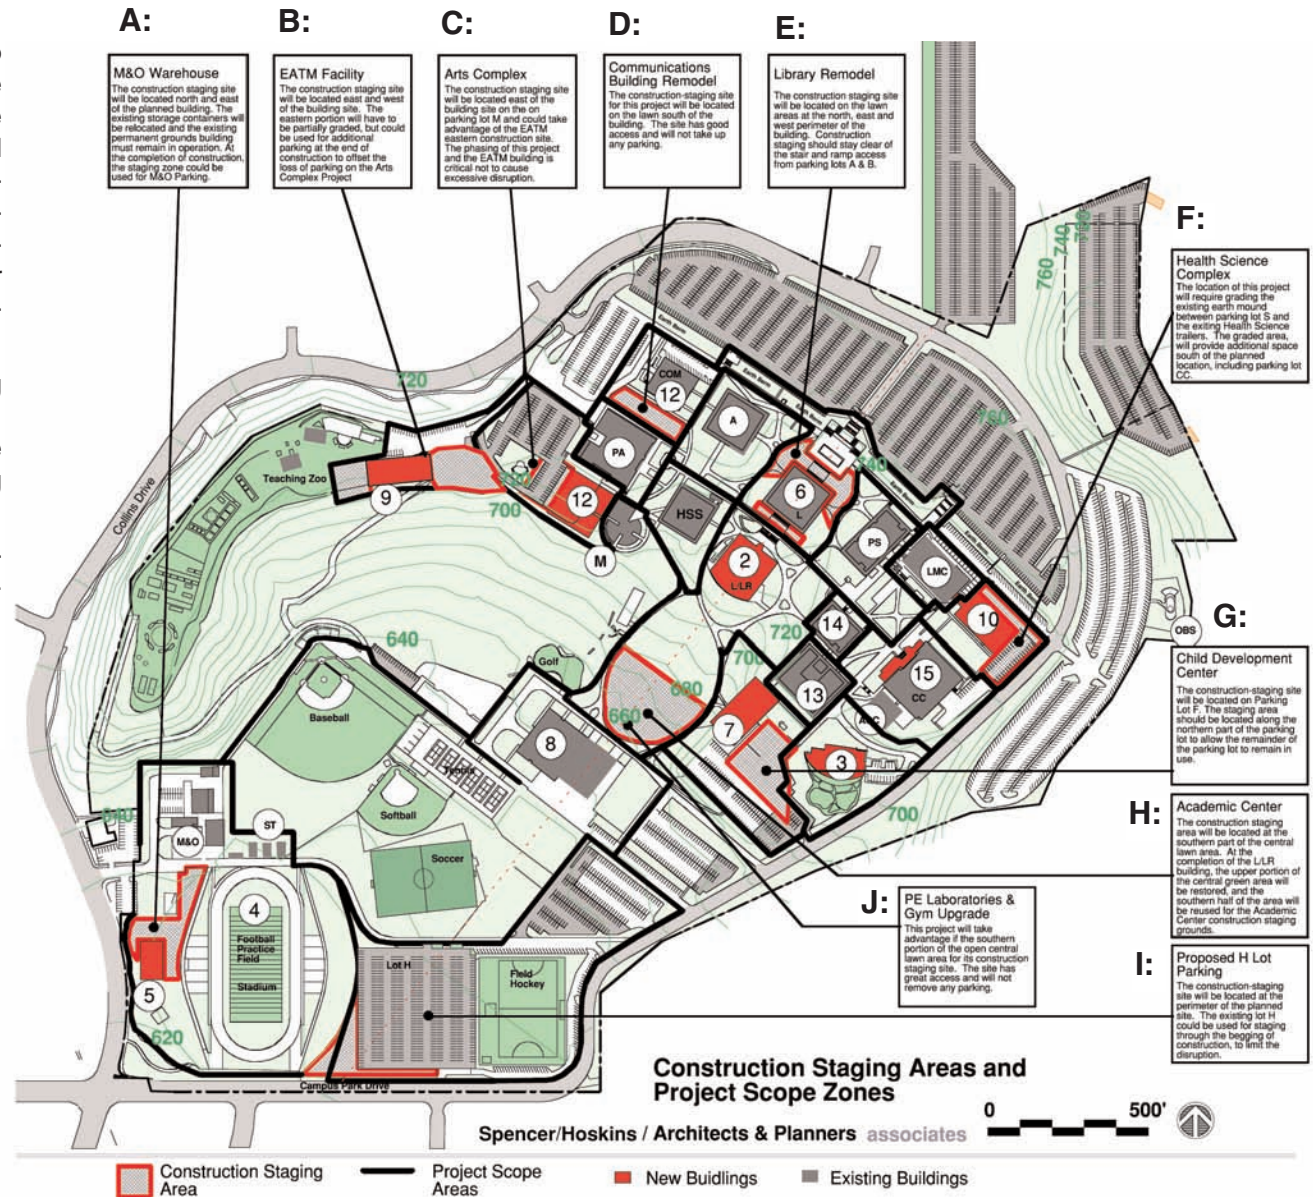 A:
B:
C:
D:
E:
M&O Warehouse
The construction staging site
will be located north and east
of the planned building. The
existing storage containers will
be relocated and the existing
permanent grounds building
must remain in operation. At
the completion of construction,
the staging zone could be
used for M&O Parking.
EATM Facility
The construction staging site
will be located east and west
of the building site. The
eastern portion will have to
be partially graded, but could
be used for additional
parking at the end of
construction to offset the
loss of parking on the Arts
Complex Project
Arts Complex
The construction staging site
will be located east of the
building site on the on
parking lot M and could take
advantage of the EATM
eastern construction site.
The phasing of this project
and the EATM building is
critical not to cause
excessive disruption.
Communications
Building Remodel
The construction-staging site
for this project will be located
on the lawn south of the
building. The site has good
access and will not take up
any parking.
Library Remodel
The construction staging site
will be located on the lawn
areas at the north, east and
west perimeter of the
building. Construction
staging should stay clear of
the stair and ramp access
from parking lots A & B.
F:
Health Science
Complex
The location of this project
will require grading the
existing earth mound
between parking lot S and
the exiting Health Science
trailers. The graded area,
will provide additional space
south of the planned
location, including parking lot
CC.
G:
Child Development
Center
The construction-staging site
will be located on Parking
Lot F. The staging area
should be located along the
northern part of the parking
lot to allow the remainder of
the parking lot to remain in
use.
H:
Academic Center
The construction staging
area will be located at the
southern part of the central
lawn area. At the
completion of the L/LR
building, the upper portion of
the central green area will
be restored, and the
southern half of the area will
be reused for the Academic
Center construction staging
grounds.
J:
PE Laboratories &
Gym Upgrade
This project will take
advantage if the southern
portion of the open central
lawn area for its construction
staging site. The site has
great access and will not
remove any parking.
I:
Proposed H Lot
Parking
The construction-staging
site will be located at the
perimeter of the planned
site. The existing lot H
could be used for staging
through the begging of
construction, to limit the
disruption.
760
740
720
Earth Berm
COM
12
Earth Berm
A
760
Earth Berm
PA
740
Teaching Zoo
9
Collins Drive
700
12
6
L
Earth Berm
HSS
M
PS
2
L/LR
LMC
Earth Berm
Earth Berm
10
OBS
14
720
640
700
Golf
15
CC
13
680
660
Baseball
7
8
3
Tennis
Softball
700
640
ST
M&O
Soccer
4
Football
Practice
Field
Stadium
Lot H
Field
Hockey
5
620
Campus Park Drive
Construction Staging Areas and
Project Scope Zones
0 500'
Spencer/Hoskins / Architects & Planners associates
Construction Staging
Area
Project Scope
Areas
New Buidlings
Existing Buildings